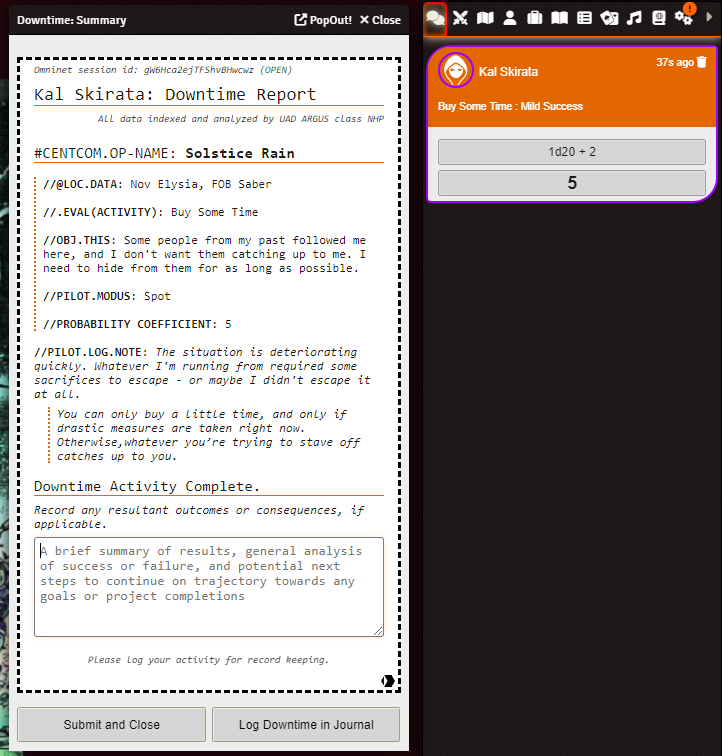 Downtime: Summary
PopOut!
Close
Omninet session id: gW6Hca2ejTFShvBHwcwz (OPEN)
Kal Skirata: Downtime Report
All data indexed and analyzed by UAD ARGUS class NHP
#CENTCOM.OP-NAME: Solstice Rain
//@LOC.DATA: Nov Elysia, FOB Saber
//.EVAL(ACTIVITY): Buy Some Time
//OBJ.THIS: Some people from my past followed me
here, and I don't want them catching up to me. I
need to hide from them for as long as possible.
//PILOT.MODUS: Spot
//PROBABILITY COEFFICIENT: 5
//PILOT.LOG.NOTE: The situation is deteriorating
quickly. Whatever I'm running from required some
sacrifices to escape - or maybe I didn't escape it
at all.
You can only buy a little time, and only if
drastic measures are taken right now.
Otherwise,whatever you’re trying to stave off
catches up to you.
Downtime Activity Complete.
Record any resultant outcomes or consequences, if
applicable.
A brief summary of results, general analysis
of success or failure, and potential next
steps to continue on trajectory towards any
goals or project completions
Please log your activity for record keeping.
Submit and Close
Log Downtime in Journal
!
Kal Skirata
37s ago
Buy Some Time : Mild Success
1d20 + 2
5